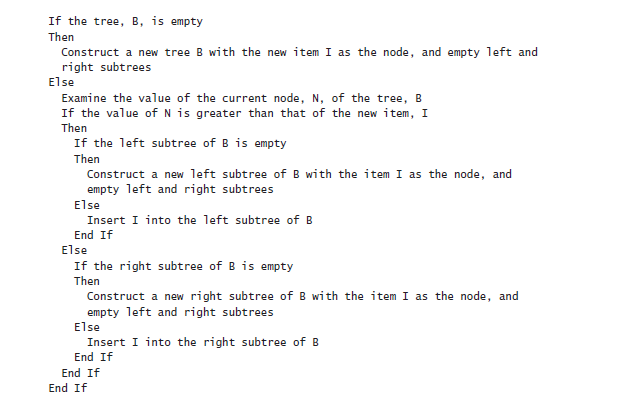 If the tree, B, is empty
Then
  Construct a new tree B with the new item I as the node, and empty left and
  right subtrees
Else
  Examine the value of the current node, N, of the tree, B
  If the value of N is greater than that of the new item, I
  Then
    If the left subtree of B is empty
    Then
      Construct a new left subtree of B with the item I as the node, and
      empty left and right subtrees
    Else
      Insert I into the left subtree of B
    End If
  Else
    If the right subtree of B is empty
    Then
      Construct a new right subtree of B with the item I as the node, and
      empty left and right subtrees
    Else
      Insert I into the right subtree of B
    End If
  End If
End If